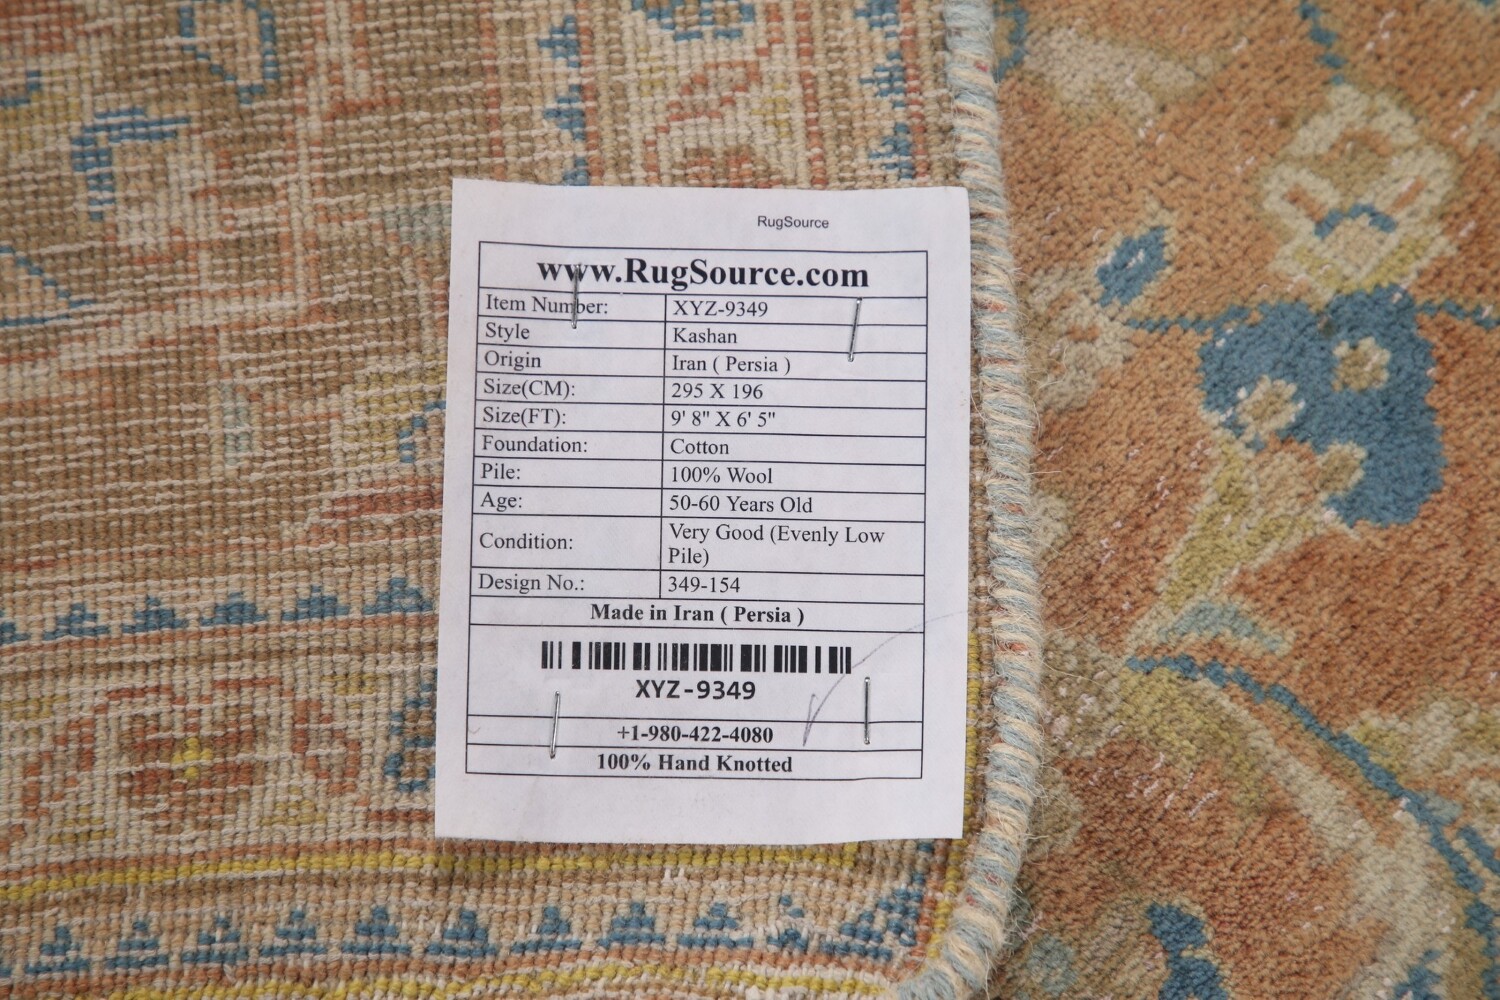 RugSource
www.RugSource.com
Item Number: XYZ-9349
Style Kashan
Origin Iran ( Persia )
Size(CM): 295 X 196
Size(FT): 9' 8" X 6' 5"
Foundation: Cotton
Pile: 100% Wool
Age: 50-60 Years Old
Condition: Very Good (Evenly Low
Pile)
Design No.: 349-154
Made in Iran ( Persia )
XYZ-9349
+1-980-422-4080
100% Hand Knotted